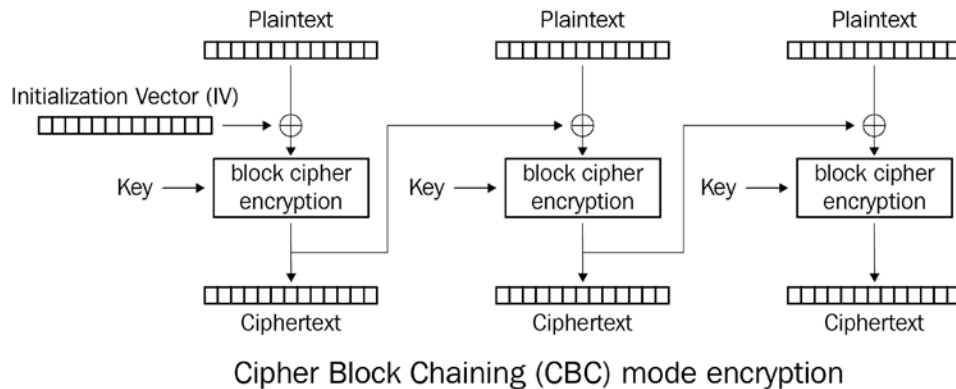 Plaintext
Plaintext
Plaintext
Initialization Vector (IV)
Key
block cipher
encryption
Key
block cipher
encryption
Key
block cipher
encryption
Ciphertext
Ciphertext
Ciphertext
Cipher Block Chaining (CBC) mode encryption